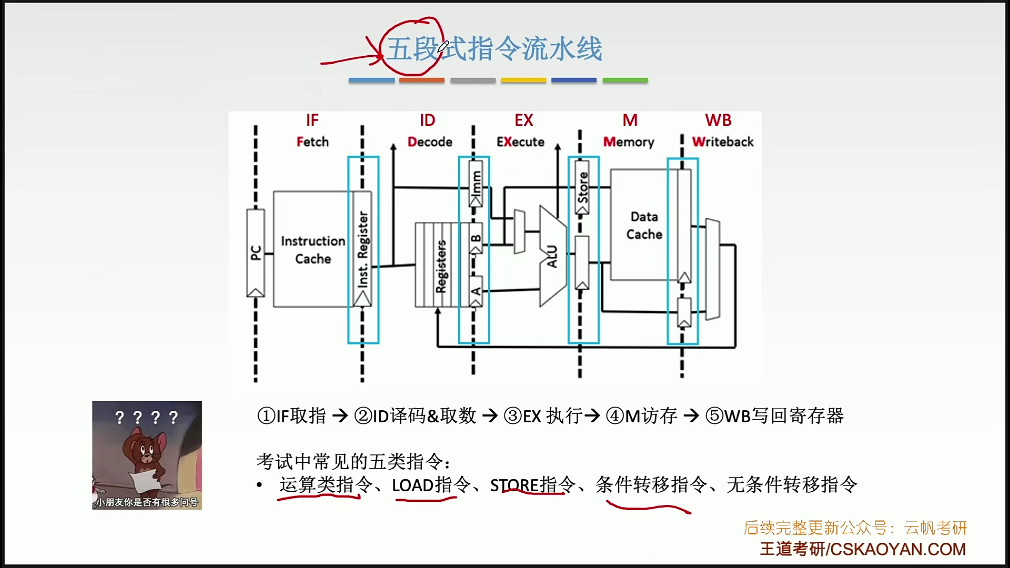 五段式指令流水线
IF ID EX M WB
Fetch Decode EXecute Memory Writeback
PC
Instruction Cache
Inst. Register
Registers
Imm
B
A
ALU
Store
Data Cache
①IF取指 → ②ID译码&取数 → ③EX 执行→ ④M访存 → ⑤WB写回寄存器
？？？？
小朋友你是否有很多问号
考试中常见的五类指令：
• 运算类指令、LOAD指令、STORE指令、条件转移指令、无条件转移指令
后续完整更新公众号：云帆考研
王道考研/CSKAOYAN.COM